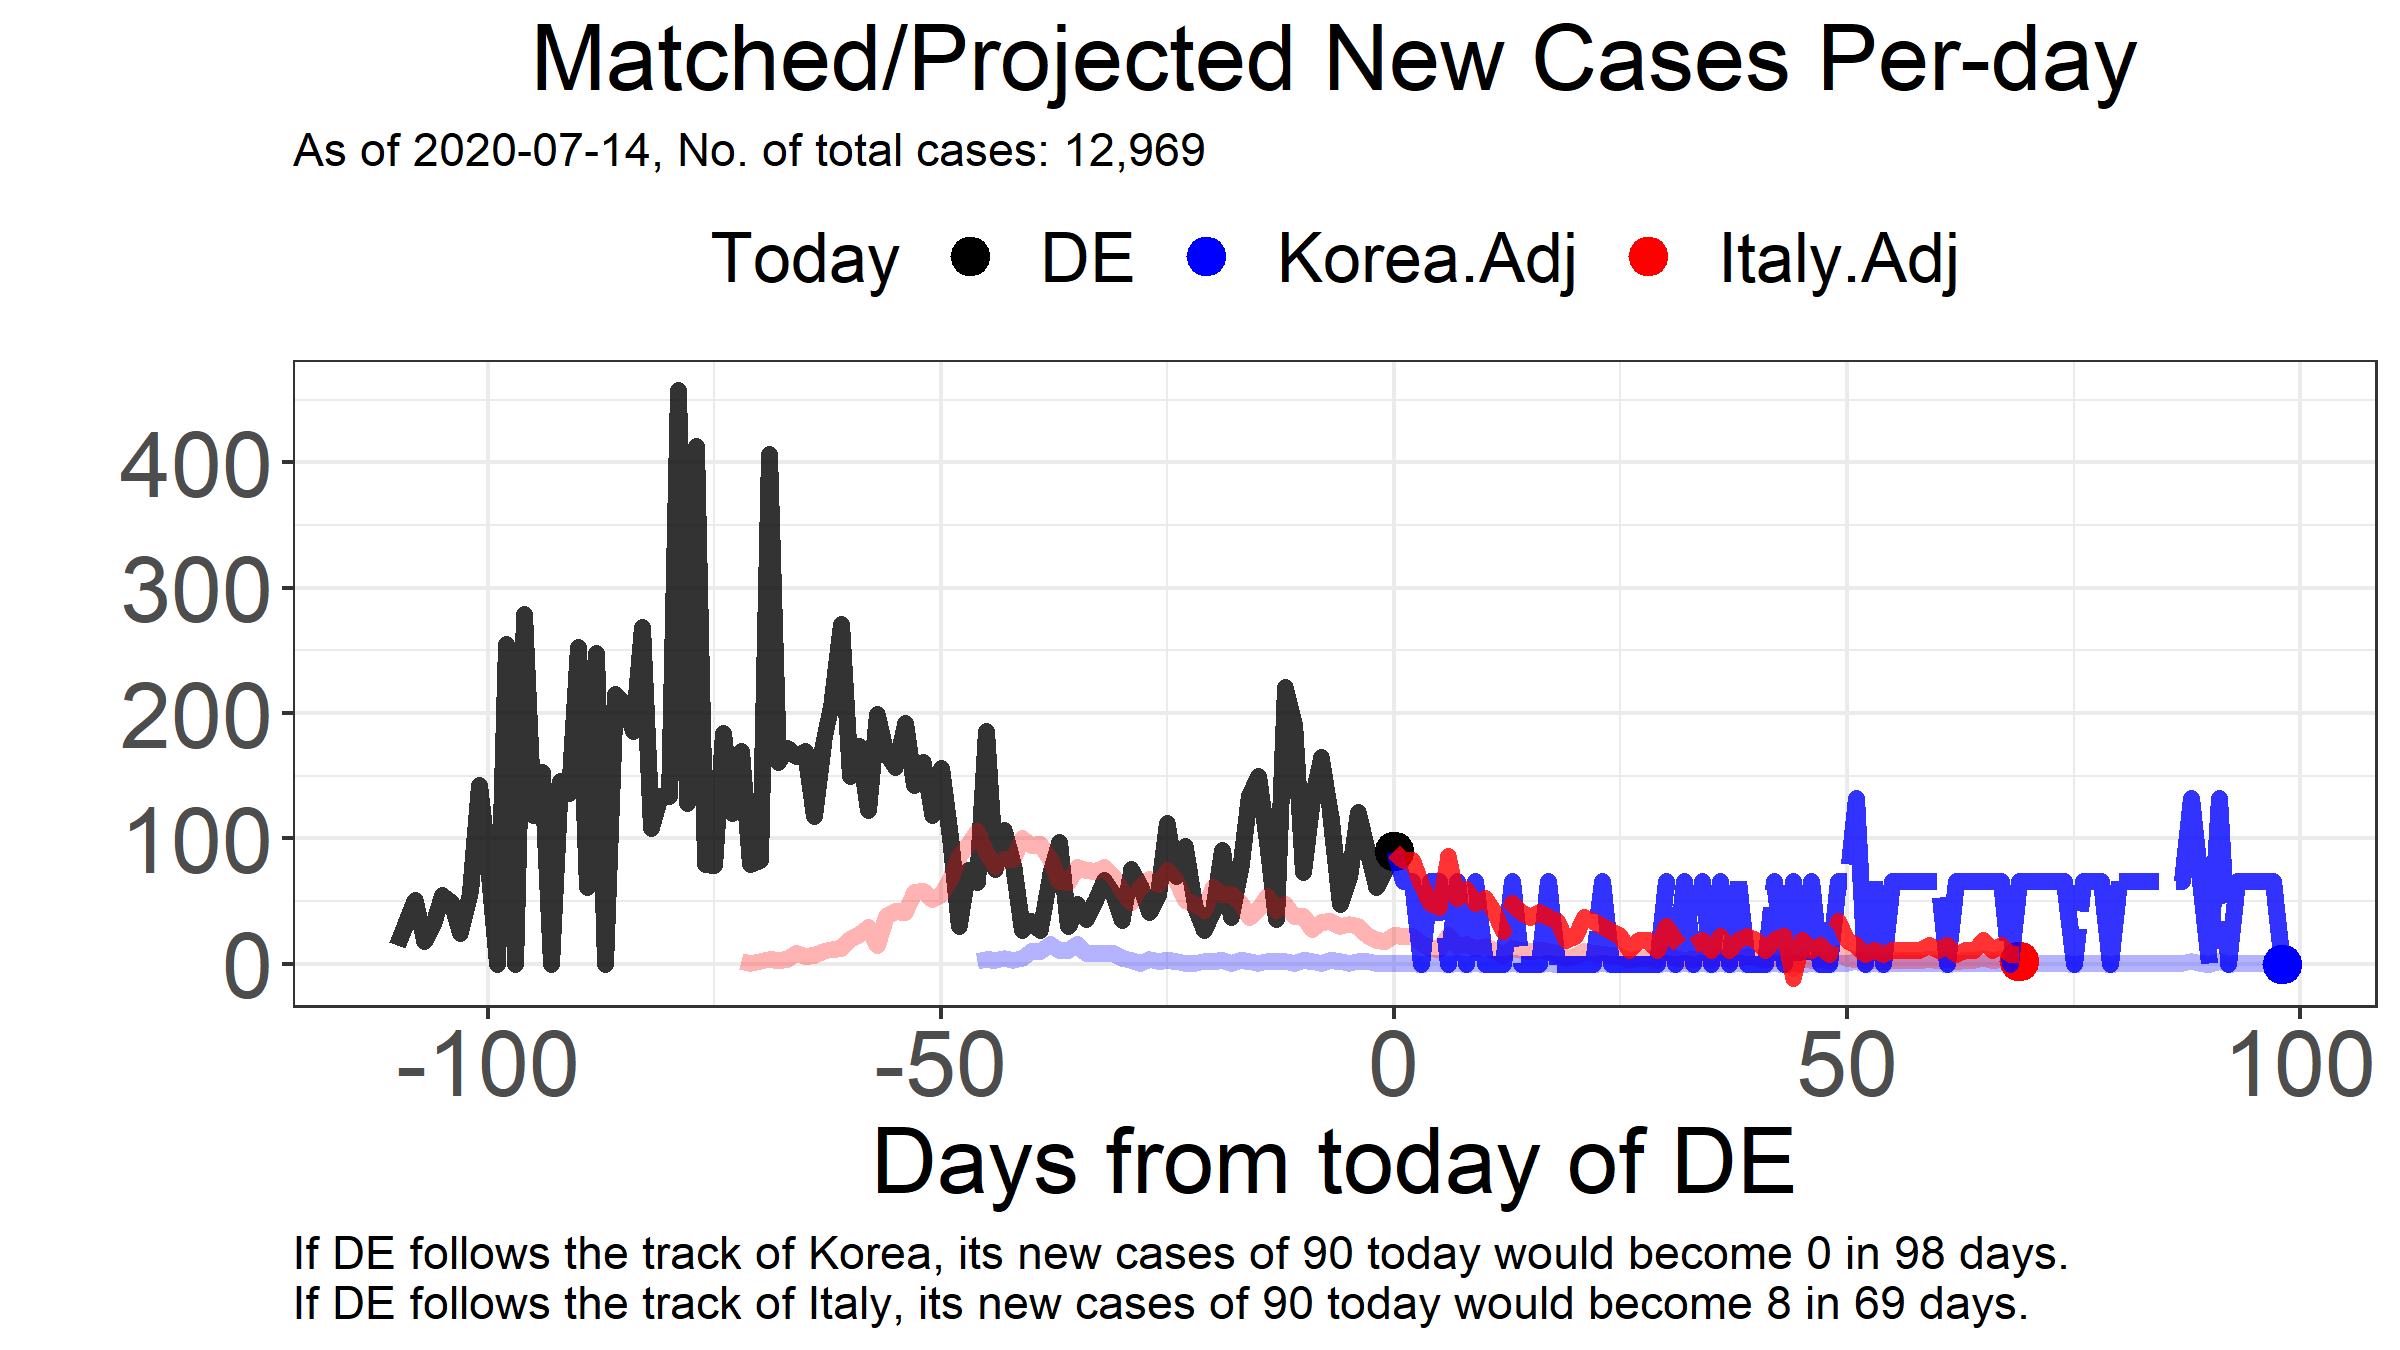 Matched/Projected New Cases Per-day
As of 2020-07-14, No. of total cases: 12,969
Today DE Korea.Adj Italy.Adj
400
300
200
100
0
-100 -50 0 50 100
Days from today of DE
If DE follows the track of Korea, its new cases of 90 today would become 0 in 98 days.
If DE follows the track of Italy, its new cases of 90 today would become 8 in 69 days.